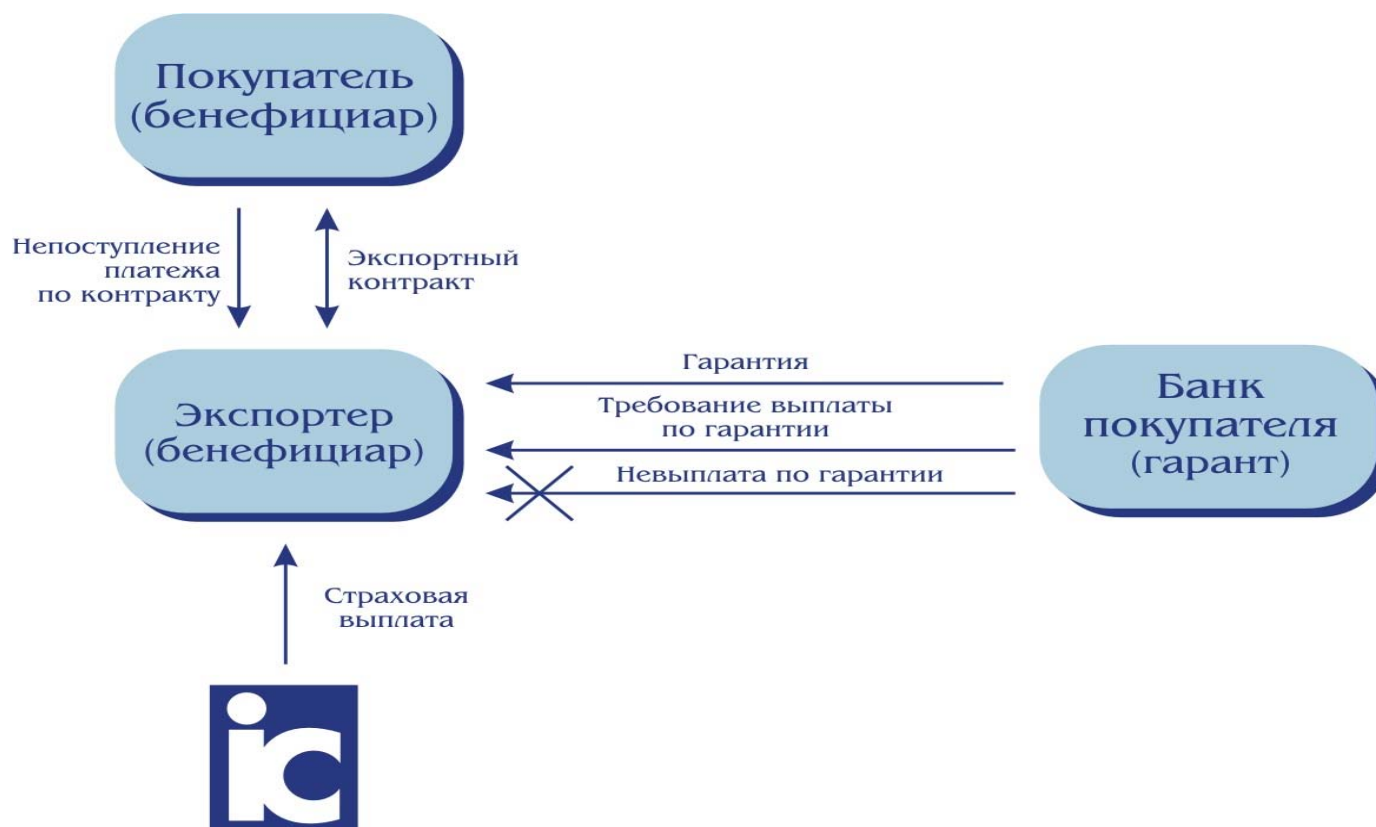 Покупатель
(бенефициар)
Непоступление
платежа
по контракту
Экспортный
контракт
Гарантия
Экспортер
(бенефициар)
Требование выплаты
по гарантии
Невыплата по гарантии
Банк
покупателя
(гарант)
Страховая
выплата
ic